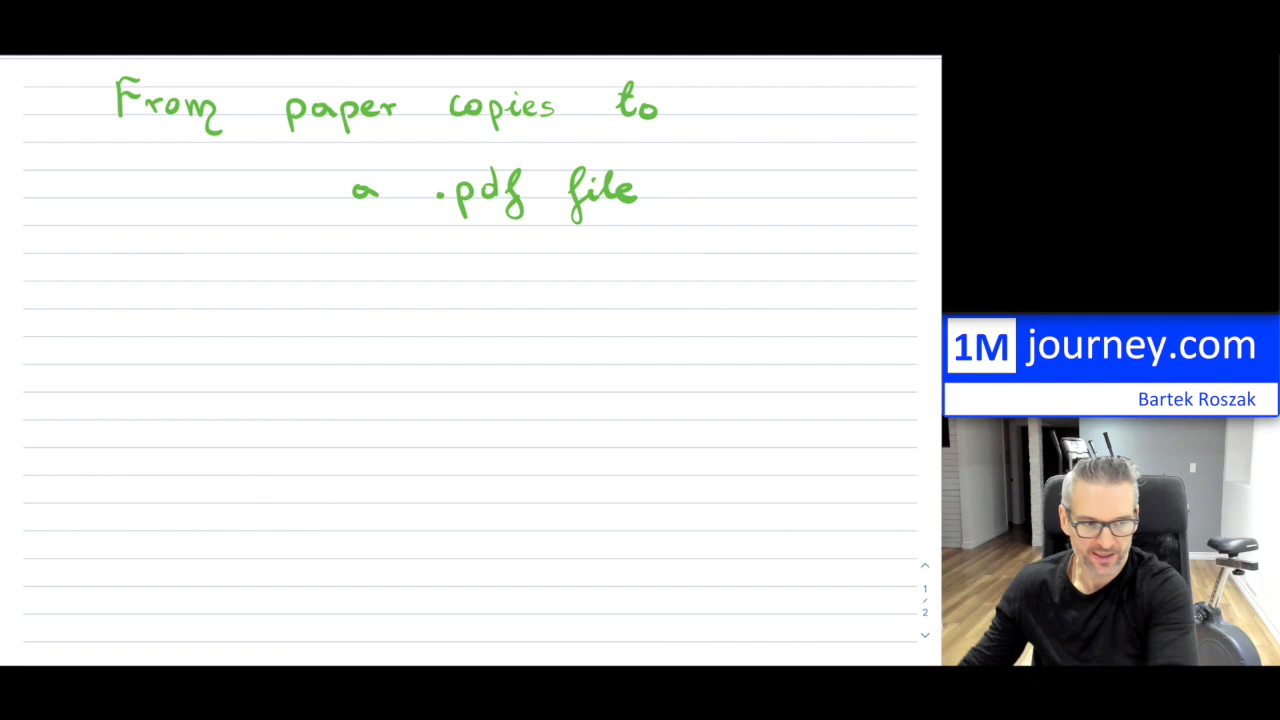 From paper copies to
a .pdf file
1M journey.com
Bartek Roszak
1
2